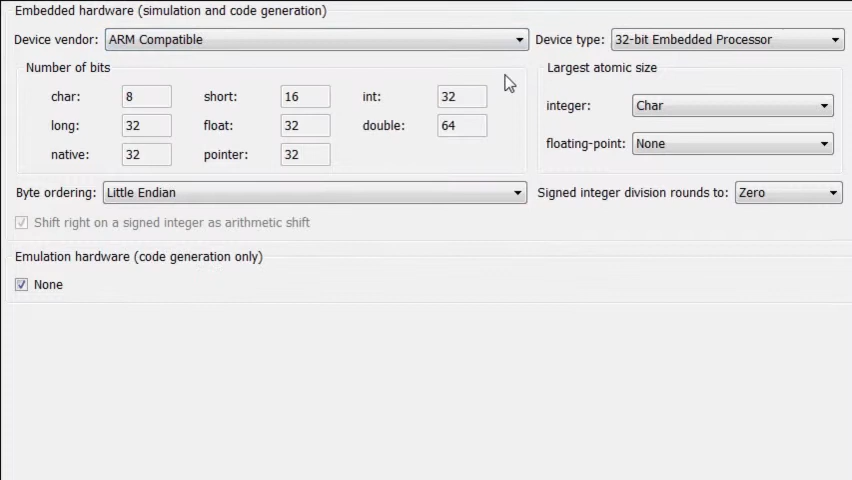 Embedded hardware (simulation and code generation)
Device vendor: ARM Compatible Device type: 32-bit Embedded Processor
Number of bits Largest atomic size
char: 8 short: 16 int: 32 integer: Char
long: 32 float: 32 double: 64
native: 32 pointer: 32 floating-point: None
Byte ordering: Little Endian Signed integer division rounds to: Zero
Shift right on a signed integer as arithmetic shift
Emulation hardware (code generation only)
None